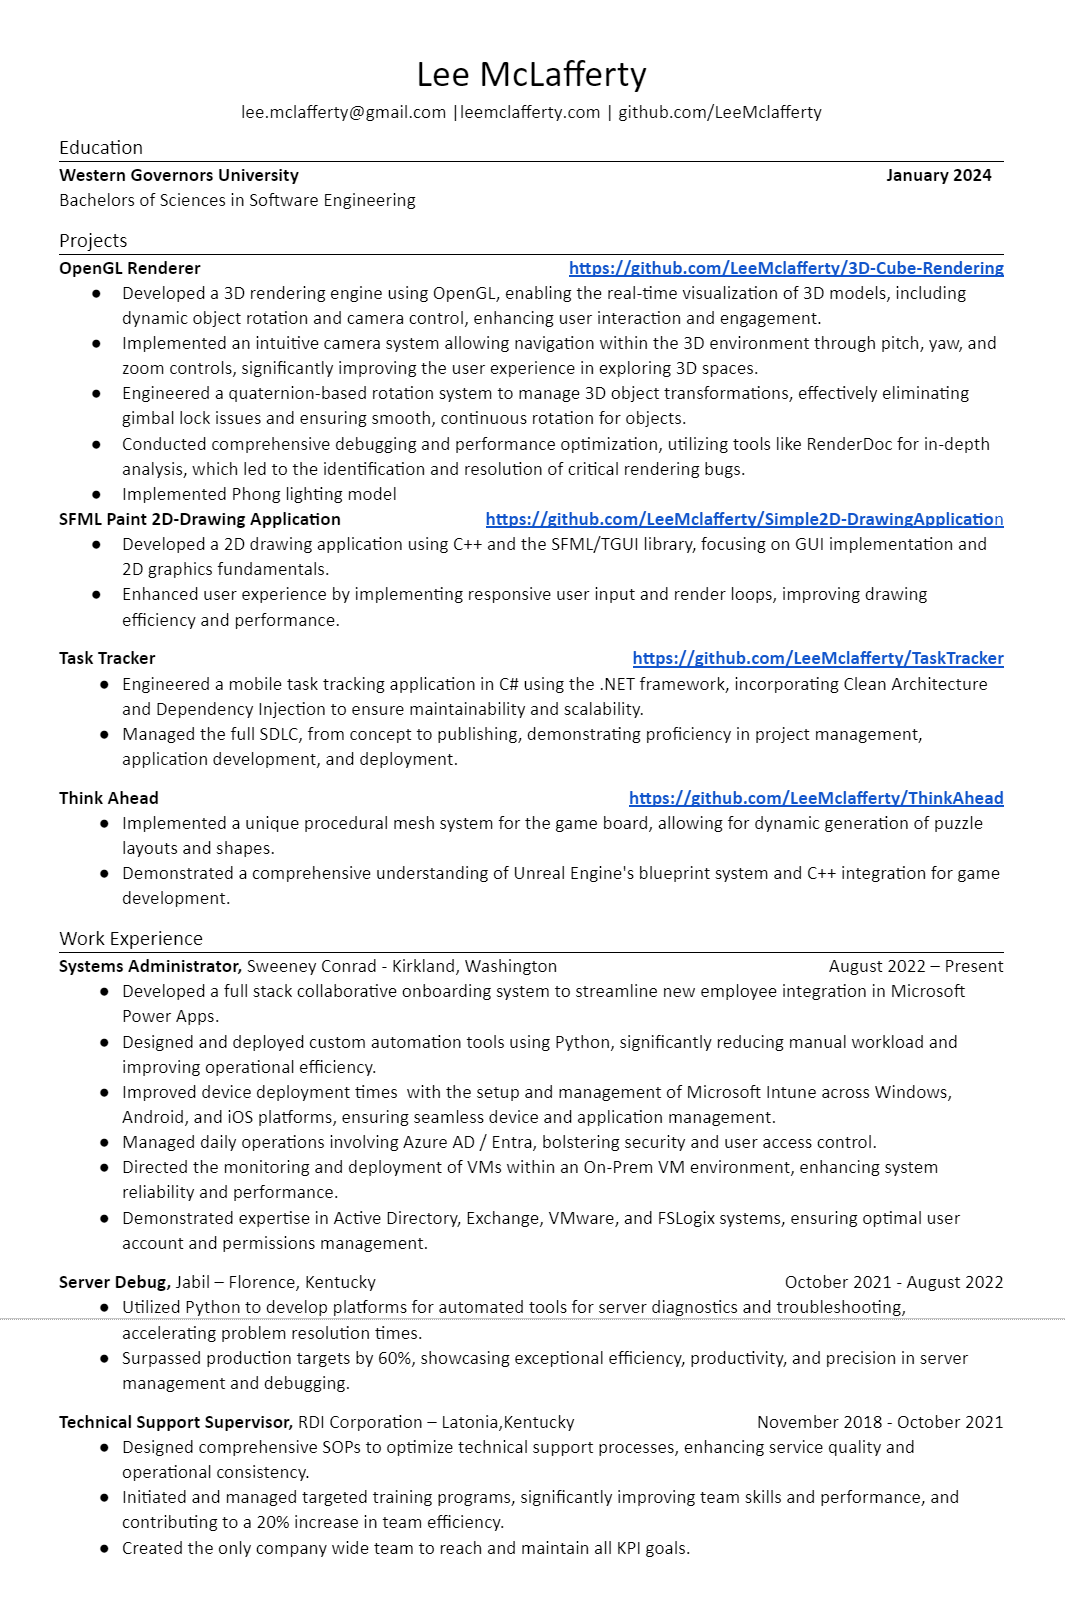 Lee McLafferty
lee.mclafferty@gmail.com |leemclafferty.com | github.com/LeeMclafferty
Education
Western Governors University January 2024
Bachelors of Sciences in Software Engineering
Projects
OpenGL Renderer https://github.com/LeeMclafferty/3D-Cube-Rendering
● Developed a 3D rendering engine using OpenGL, enabling the real-time visualization of 3D models, including
dynamic object rotation and camera control, enhancing user interaction and engagement.
● Implemented an intuitive camera system allowing navigation within the 3D environment through pitch, yaw, and
zoom controls, significantly improving the user experience in exploring 3D spaces.
● Engineered a quaternion-based rotation system to manage 3D object transformations, effectively eliminating
gimbal lock issues and ensuring smooth, continuous rotation for objects.
● Conducted comprehensive debugging and performance optimization, utilizing tools like RenderDoc for in-depth
analysis, which led to the identification and resolution of critical rendering bugs.
● Implemented Phong lighting model
SFML Paint 2D-Drawing Application https://github.com/LeeMclafferty/Simple2D-DrawingApplication
● Developed a 2D drawing application using C++ and the SFML/TGUI library, focusing on GUI implementation and
2D graphics fundamentals.
● Enhanced user experience by implementing responsive user input and render loops, improving drawing
efficiency and performance.
Task Tracker https://github.com/LeeMclafferty/TaskTracker
● Engineered a mobile task tracking application in C# using the .NET framework, incorporating Clean Architecture
and Dependency Injection to ensure maintainability and scalability.
● Managed the full SDLC, from concept to publishing, demonstrating proficiency in project management,
application development, and deployment.
Think Ahead https://github.com/LeeMclafferty/ThinkAhead
● Implemented a unique procedural mesh system for the game board, allowing for dynamic generation of puzzle
layouts and shapes.
● Demonstrated a comprehensive understanding of Unreal Engine's blueprint system and C++ integration for game
development.
Work Experience
Systems Administrator, Sweeney Conrad - Kirkland, Washington August 2022 – Present
● Developed a full stack collaborative onboarding system to streamline new employee integration in Microsoft
Power Apps.
● Designed and deployed custom automation tools using Python, significantly reducing manual workload and
improving operational efficiency.
● Improved device deployment times  with the setup and management of Microsoft Intune across Windows,
Android, and iOS platforms, ensuring seamless device and application management.
● Managed daily operations involving Azure AD / Entra, bolstering security and user access control.
● Directed the monitoring and deployment of VMs within an On-Prem VM environment, enhancing system
reliability and performance.
● Demonstrated expertise in Active Directory, Exchange, VMware, and FSLogix systems, ensuring optimal user
account and permissions management.
Server Debug, Jabil – Florence, Kentucky October 2021 - August 2022
● Utilized Python to develop platforms for automated tools for server diagnostics and troubleshooting,
accelerating problem resolution times.
● Surpassed production targets by 60%, showcasing exceptional efficiency, productivity, and precision in server
management and debugging.
Technical Support Supervisor, RDI Corporation – Latonia,Kentucky November 2018 - October 2021
● Designed comprehensive SOPs to optimize technical support processes, enhancing service quality and
operational consistency.
● Initiated and managed targeted training programs, significantly improving team skills and performance, and
contributing to a 20% increase in team efficiency.
● Created the only company wide team to reach and maintain all KPI goals.